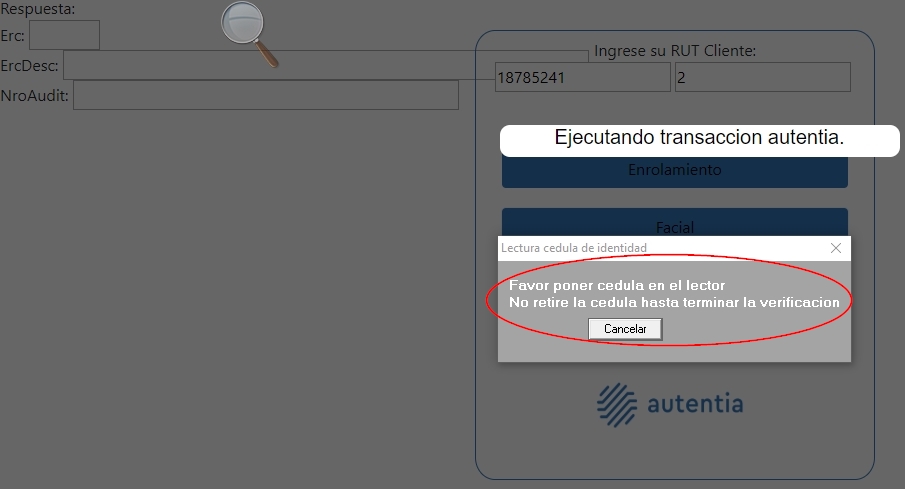 Respuesta:
Erc:
ErcDesc:
NroAudit:
Ingrese su RUT Cliente:
18785241 2
Ejecutando transaccion autentia.
Enrolamiento
Facial
Lectura cedula de identidad
Favor poner cedula en el lector
No retire la cedula hasta terminar la verificacion
Cancelar
autentia